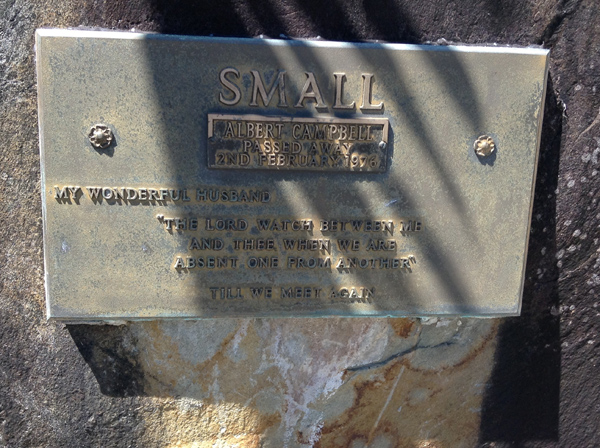 SMALL
ALBERT CAMPBELL
PASSED AWAY
2ND FEBRUARY 1996
MY WONDERFUL HUSBAND
"THE LORD WATCH BETWEEN ME
AND THEE WHEN WE ARE
ABSENT ONE FROM ANOTHER"
TILL WE MEET AGAIN